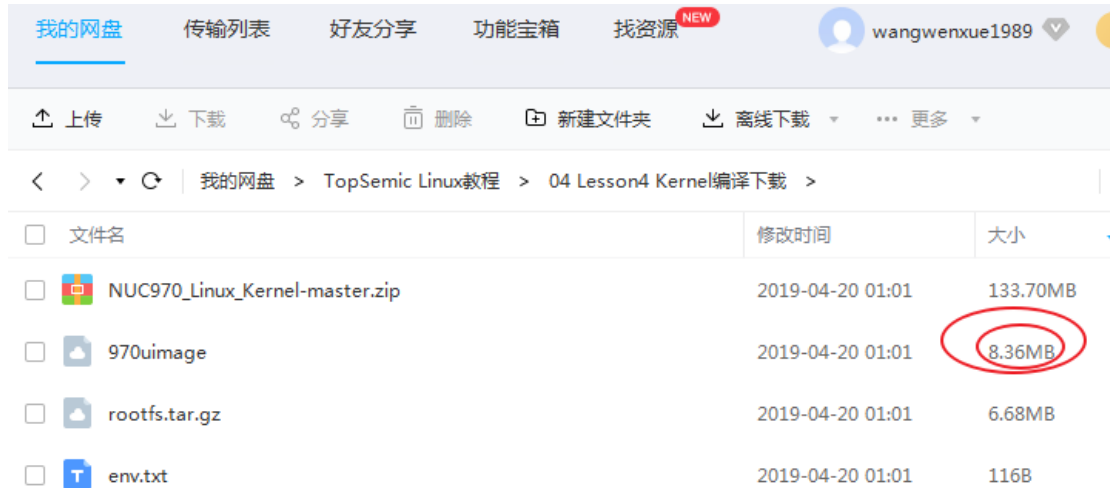 我的网盘 传输列表 好友分享 功能宝箱 找资源 NEW wangwenxue1989
上传 下载 分享 删除 新建文件夹 离线下载 ••• 更多
我的网盘 > TopSemic Linux教程 > 04 Lesson4 Kernel编译下载 >
文件名 修改时间 大小
NUC970_Linux_Kernel-master.zip 2019-04-20 01:01 133.70MB
970uimage 2019-04-20 01:01 8.36MB
rootfs.tar.gz 2019-04-20 01:01 6.68MB
T env.txt 2019-04-20 01:01 116B